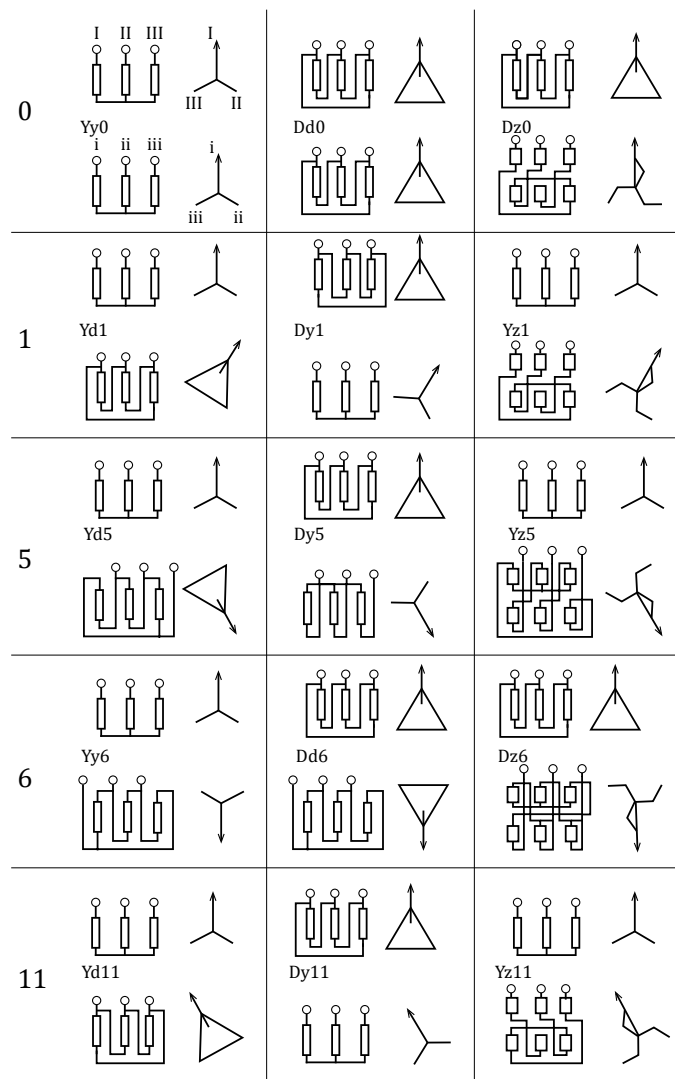 I II III I
III II
0
Yy0 Dd0 Dz0
i ii iii i
iii ii
1
Yd1 Dy1 Yz1
5
Yd5 Dy5 Yz5
6
Yy6 Dd6 Dz6
11
Yd11 Dy11 Yz11